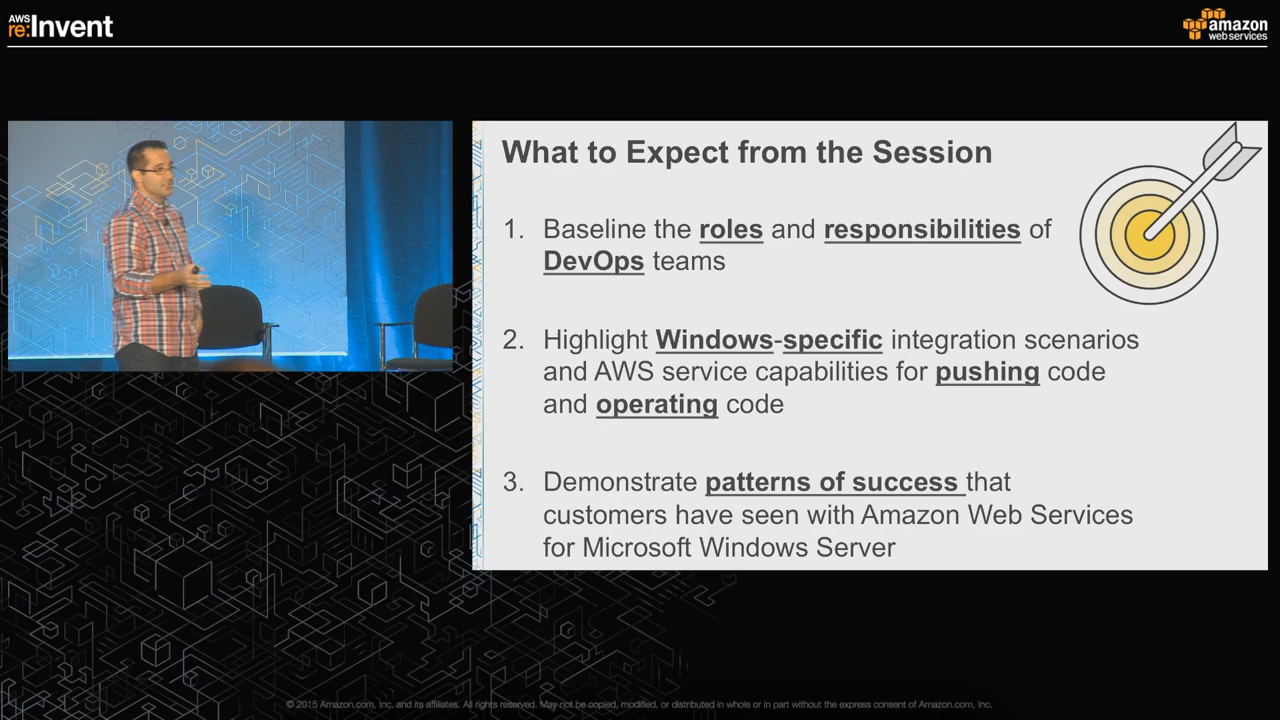 AWS
re:Invent
amazon
web services
What to Expect from the Session
1. Baseline the roles and responsibilities of
DevOps teams
2. Highlight Windows-specific integration scenarios
and AWS service capabilities for pushing code
and operating code
3. Demonstrate patterns of success that
customers have seen with Amazon Web Services
for Microsoft Windows Server
© 2015 Amazon.com, Inc. and its affiliates. All rights reserved. May not be copied, modified, or distributed in whole or in part without the express consent of Amazon.com, Inc.